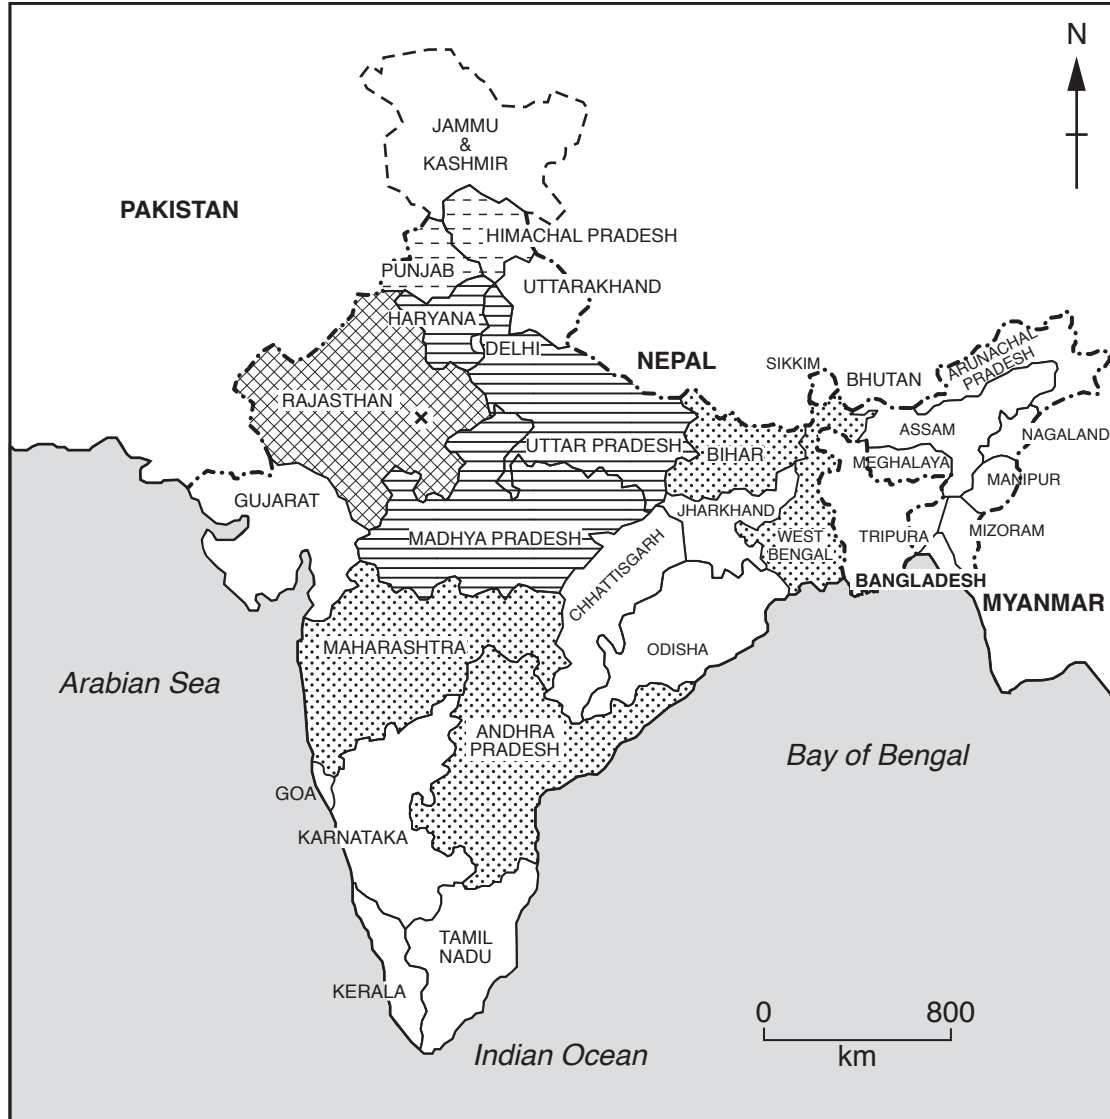 N
JAMMU
&
KASHMIR
PAKISTAN
HIMACHAL PRADESH
PUNJAB
UTTARAKHAND
HARYANA
DELHI
NEPAL
SIKKIM
BHUTAN
ARUNACHAL
PRADESH
RAJASTHAN
ASSAM
NAGALAND
UTTAR PRADESH
BIHAR
MEGHALAYA
MANIPUR
GUJARAT
JHARKHAND
MADHYA PRADESH
WEST
BENGAL
TRIPURA
MIZORAM
CHHATTISGARH
BANGLADESH
MYANMAR
MAHARASHTRA
ODISHA
Arabian Sea
ANDHRA
PRADESH
Bay of Bengal
GOA
KARNATAKA
TAMIL
NADU
KERALA
0 800
km
Indian Ocean